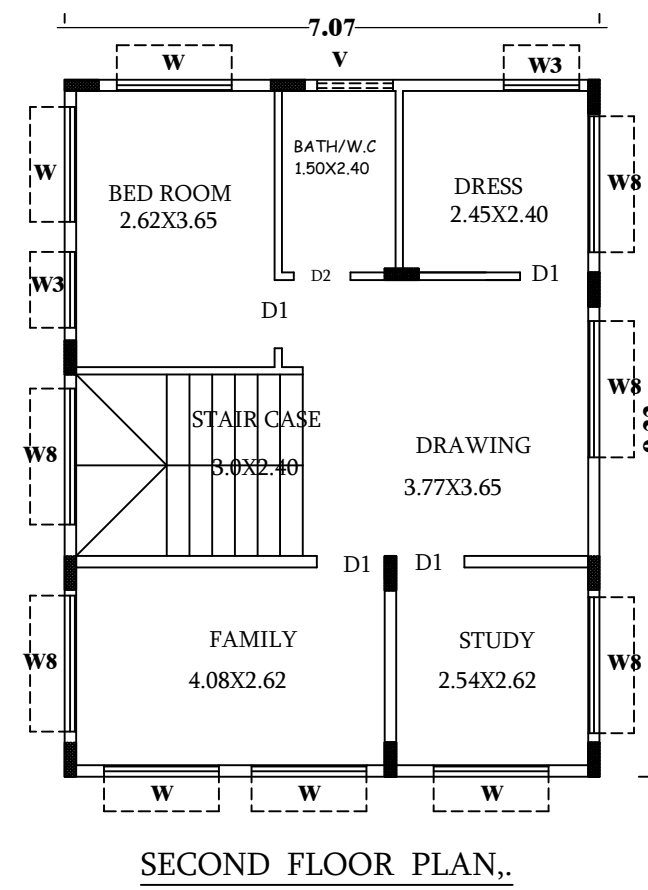 7.07
W
V
W3
W
BATH/W.C
1.50X2.40
BED ROOM
2.62X3.65
DRESS
2.45X2.40
W8
W3
D2
D1
D1
W8
STAIR CASE
3.0X2.40
DRAWING
3.77X3.65
W8
D1
D1
FAMILY
4.08X2.62
STUDY
2.54X2.62
W8
W8
W
W
W
SECOND FLOOR PLAN,.